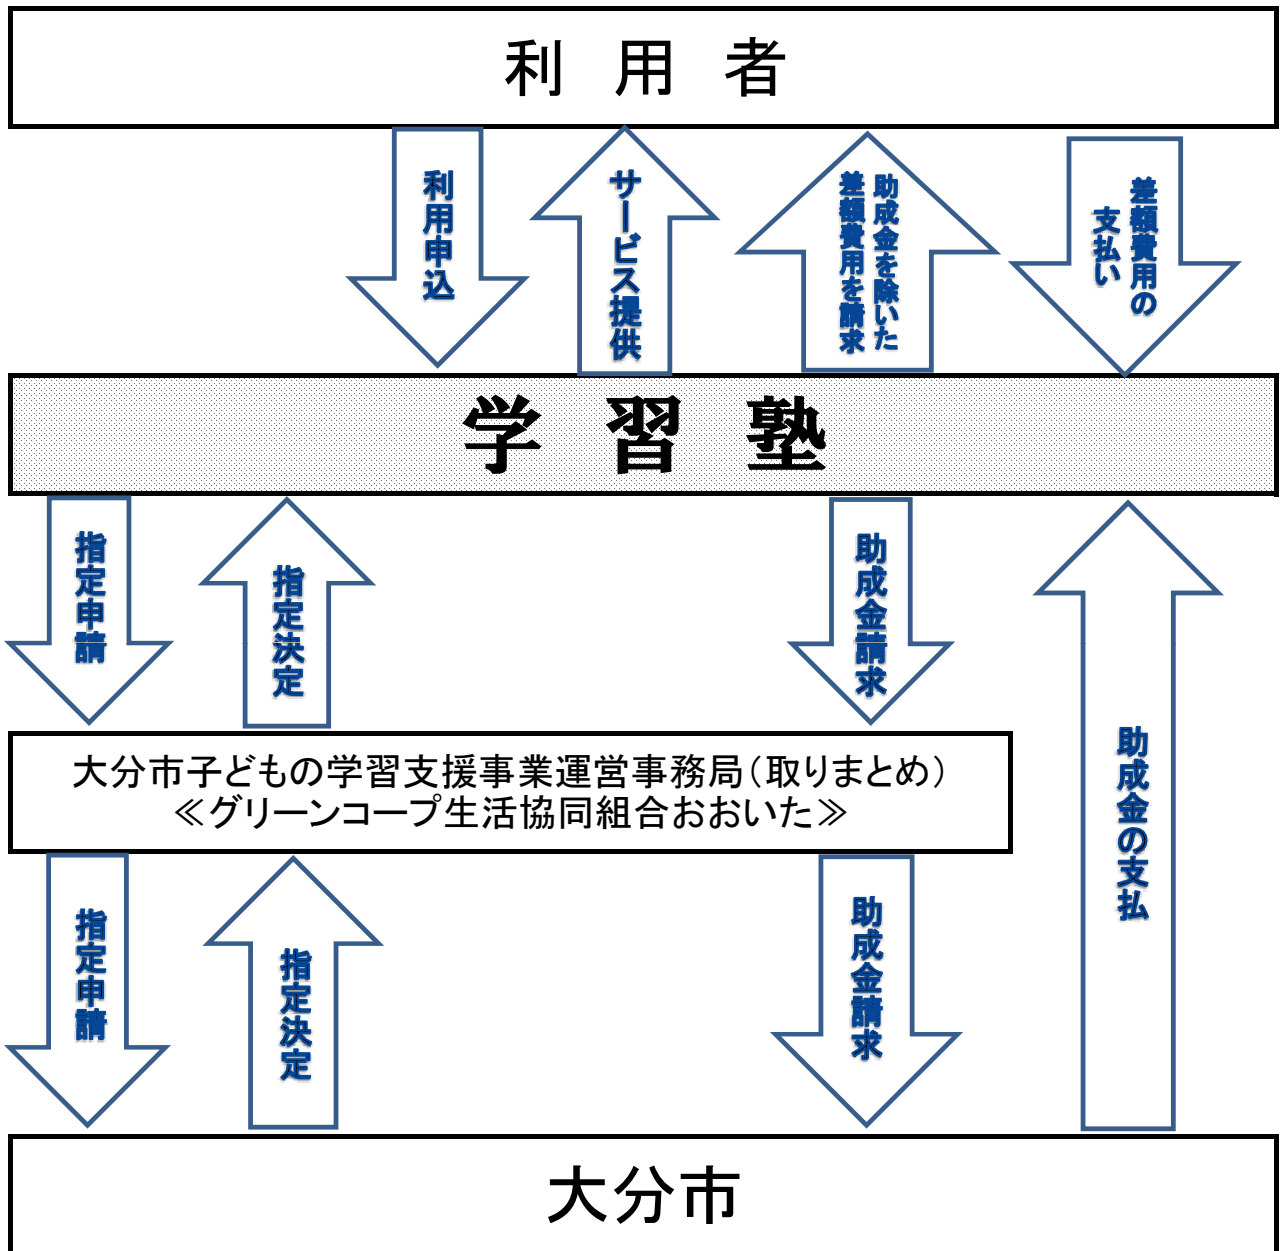 利　用　者
利用申込
サービス提供
助成金を除いた
差額費用を請求
差額費用の
支払い
学　習　塾
指定申請
指定決定
助成金請求
助成金の支払
大分市子どもの学習支援事業運営事務局（取りまとめ）
≪グリーンコープ生活協同組合おおいた≫
指定申請
指定決定
助成金請求
大分市